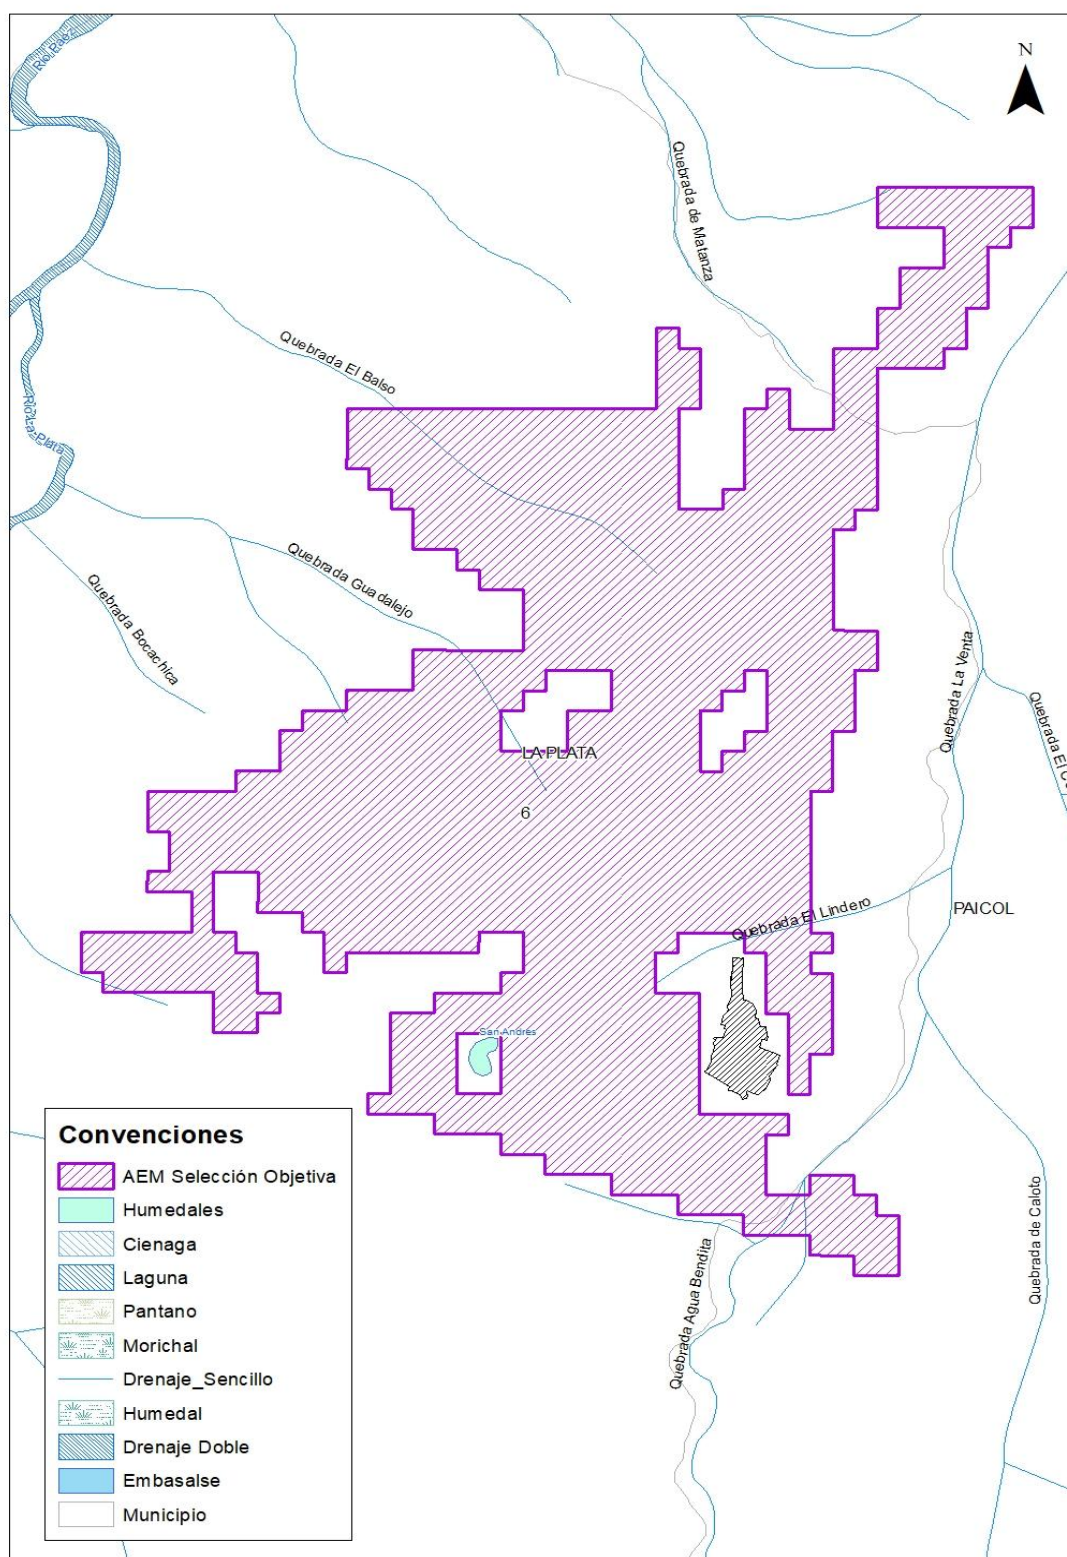 N
Río Páez
Quebrada de Matanza
Quebrada El Balso
Río La Plata
Quebrada Guadalejo
Quebrada Bocachica
Quebrada La Venta
LA PLATA
6
Quebrada El Lindero
PAICOL
San Andrés
Quebrada de Caloto
Quebrada Agua Bendita
Convenciones
AEM Selección Objetiva
Humedales
Cienaga
Laguna
Pantano
Morichal
Drenaje_Sencillo
Humedal
Drenaje Doble
Embasalse
Municipio